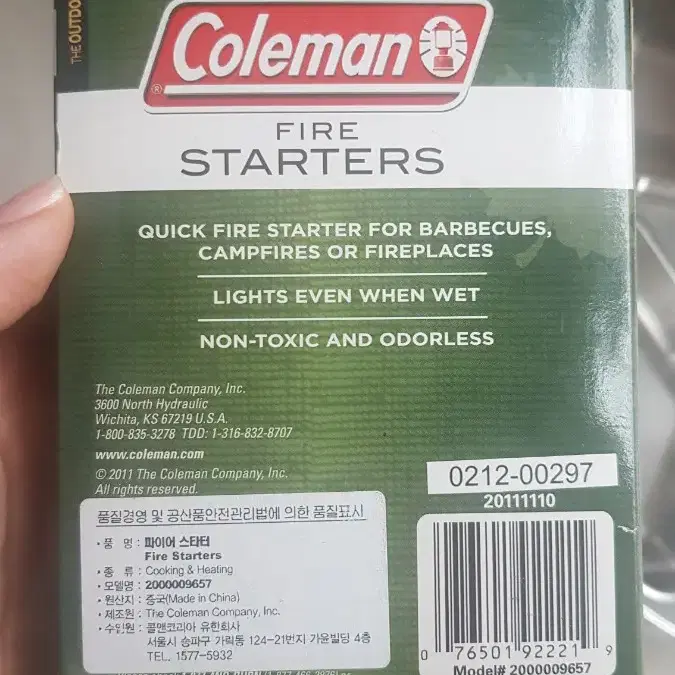 THE OUTDO
Coleman
®
FIRE
STARTERS
QUICK FIRE STARTER FOR BARBECUES,
CAMPFIRES OR FIREPLACES
LIGHTS EVEN WHEN WET
NON-TOXIC AND ODORLESS
The Coleman Company, Inc.
3600 North Hydraulic
Wichita, KS 67219 U.S.A.
1-800-835-3278 TDD: 1-316-832-8707
www.coleman.com
© 2011 The Coleman Company, Inc.
All rights reserved.
0212-00297
20111110
품질경영 및 공산품안전관리법에 의한 품질표시
• 품 명 : 파이어 스타터
Fire Starters
• 종 류 : Cooking & Heating
• 모델명 : 2000009657
• 원산지 : 중국(Made in China)
• 제조원 : The Coleman Company, Inc.
• 수입원 : 콜맨코리아 유한회사
서울시 송파구 가락동 124-21번지 가윤빌딩 4층
TEL. 1577-5932
0 76501 92221 9
Model# 2000009657